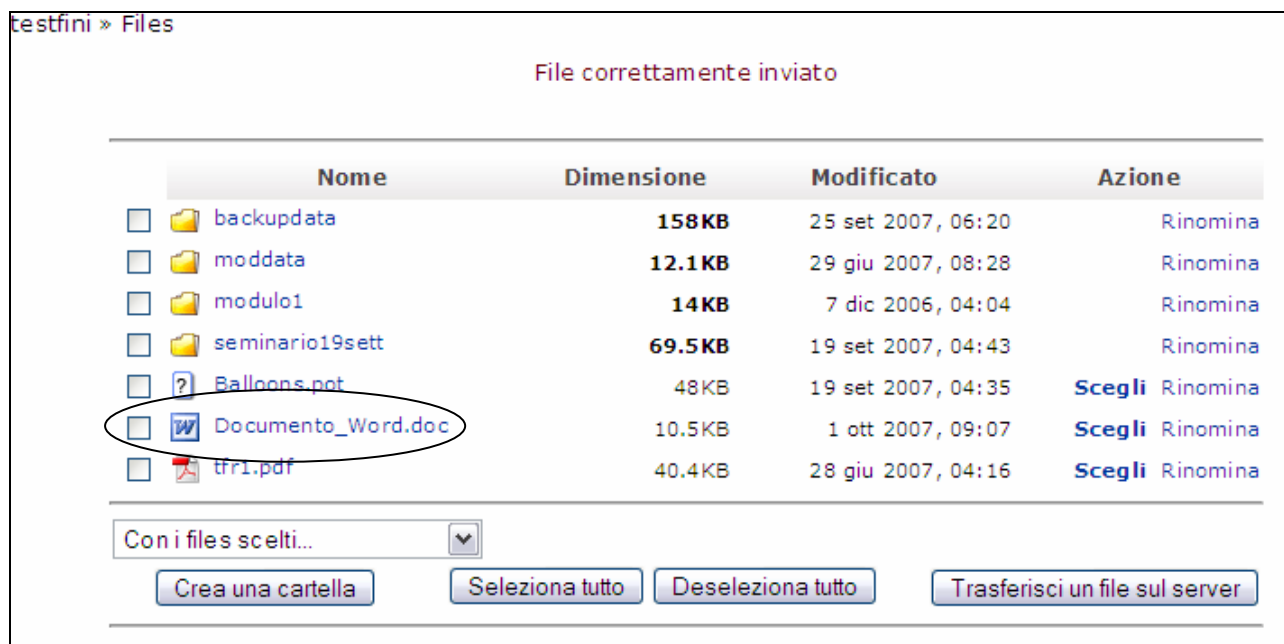 testfini » Files
File correttamente inviato
Nome Dimensione Modificato Azione
backupdata 158KB 25 set 2007, 06:20 Rinomina
moddata 12.1KB 29 giu 2007, 08:28 Rinomina
modulo1 14KB 7 dic 2006, 04:04 Rinomina
seminario19sett 69.5KB 19 set 2007, 04:43 Rinomina
Balloons.pot 48KB 19 set 2007, 04:35 Scegli Rinomina
Documento_Word.doc 10.5KB 1 ott 2007, 09:07 Scegli Rinomina
tfr1.pdf 40.4KB 28 giu 2007, 04:16 Scegli Rinomina
Con i files scelti...
Crea una cartella Seleziona tutto Deseleziona tutto Trasferisci un file sul server